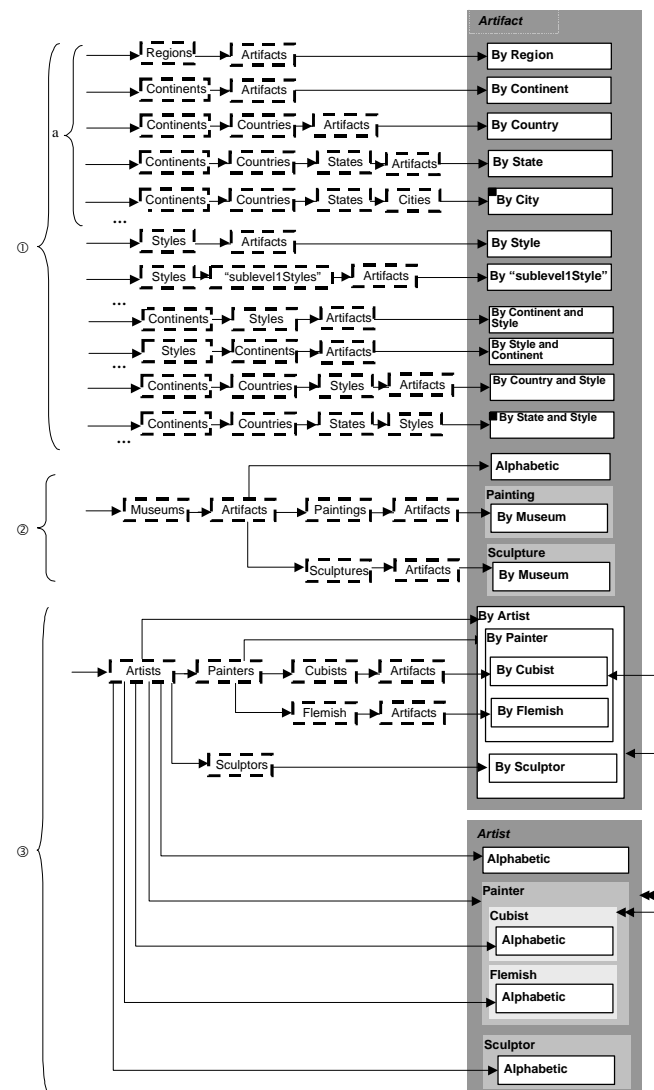 Artifact
Regions Artifacts By Region
Continents Artifacts By Continent
a Continents Countries Artifacts By Country
Continents Countries States Artifacts By State
Continents Countries States Cities By City
...
① Styles Artifacts By Style
Styles “sublevel1Styles” Artifacts By “sublevel1Style”
...
Continents Styles Artifacts By Continent and
Style
Styles Continents Artifacts By Style and
Continent
...
Continents Countries Styles Artifacts By Country and Style
Continents Countries States Styles By State and Style
...
Alphabetic
Painting
② Museums Artifacts Paintings Artifacts By Museum
Sculpture
Sculptures Artifacts By Museum
By Artist
By Painter
Artists Painters Cubists Artifacts By Cubist
Flemish Artifacts By Flemish
Sculptors By Sculptor
Artist
③ Alphabetic
Painter
Cubist
Alphabetic
Flemish
Alphabetic
Sculptor
Alphabetic